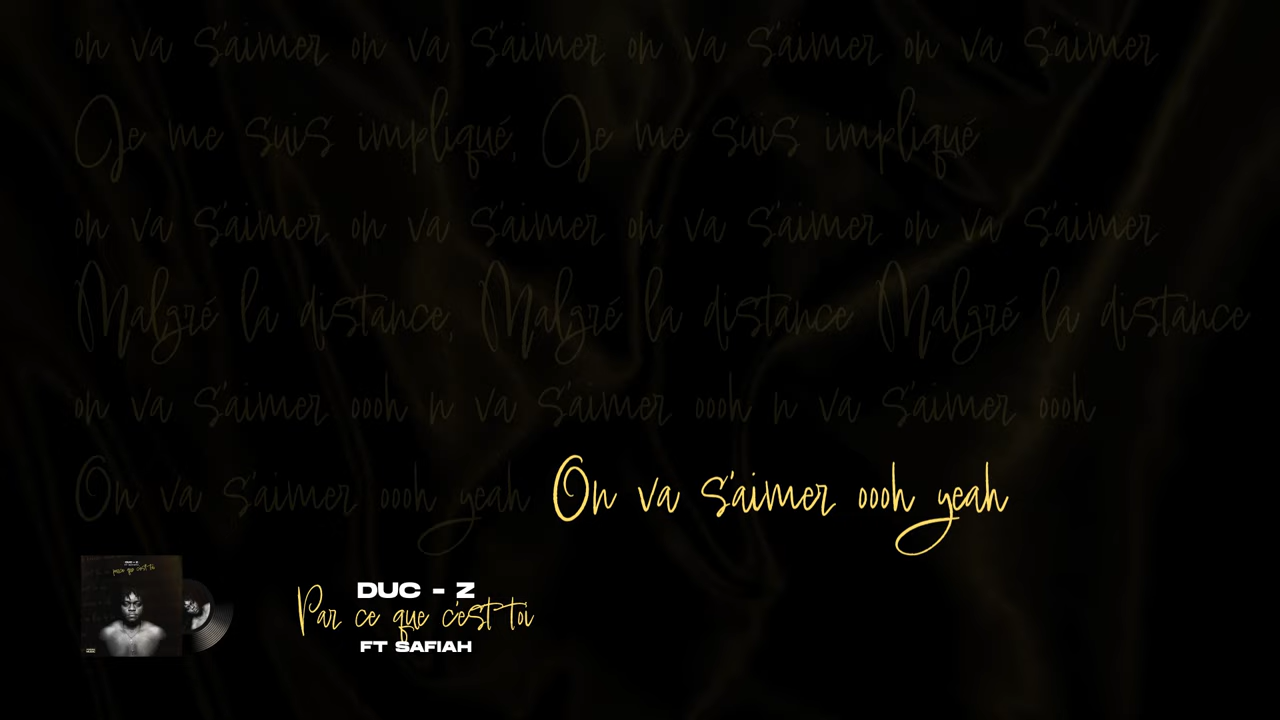 on va s'aimer on va s'aimer on va s'aimer on va s'aimer
Je me suis impliqué, Je me suis impliqué
on va s'aimer on va s'aimer on va s'aimer on va s'aimer
Malgré la distance, Malgré la distance Malgré la distance
on va s'aimer oooh n va s'aimer oooh n va s'aimer oooh
On va s'aimer oooh yeah On va s'aimer oooh yeah
DUC - Z
Par ce que c'est toi
FT SAFIAH